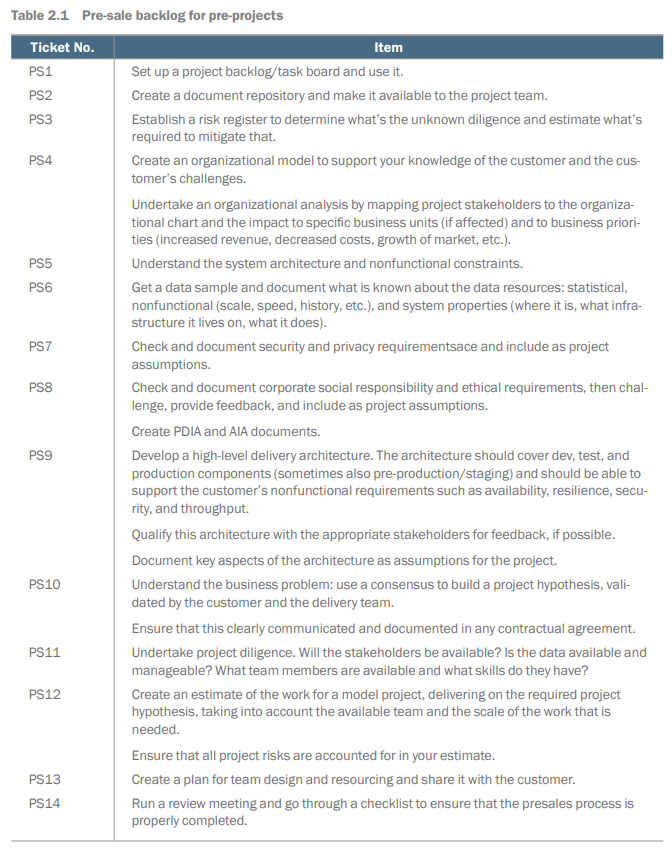 Table 2.1 Pre-sale backlog for pre-projects
Ticket No. Item
PS1 Set up a project backlog/task board and use it.
PS2 Create a document repository and make it available to the project team.
PS3 Establish a risk register to determine what's the unknown diligence and estimate what's
required to mitigate that.
PS4 Create an organizational model to support your knowledge of the customer and the cus-
tomer's challenges.
Undertake an organizational analysis by mapping project stakeholders to the organiza-
tional chart and the impact to specific business units (if affected) and to business priori-
ties (increased revenue, decreased costs, growth of market, etc.).
PS5 Understand the system architecture and nonfunctional constraints.
PS6 Get a data sample and document what is known about the data resources: statistical,
nonfunctional (scale, speed, history, etc.), and system properties (where it is, what infra-
structure it lives on, what it does).
PS7 Check and document security and privacy requirementsace and include as project
assumptions.
PS8 Check and document corporate social responsibility and ethical requirements, then chal-
lenge, provide feedback, and include as project assumptions.
Create PDIA and AIA documents.
PS9 Develop a high-level delivery architecture. The architecture should cover dev, test, and
production components (sometimes also pre-production/staging) and should be able to
support the customer's nonfunctional requirements such as availability, resilience, secu-
rity, and throughput.
Qualify this architecture with the appropriate stakeholders for feedback, if possible.
Document key aspects of the architecture as assumptions for the project.
PS10 Understand the business problem: use a consensus to build a project hypothesis, vali-
dated by the customer and the delivery team.
Ensure that this clearly communicated and documented in any contractual agreement.
PS11 Undertake project diligence. Will the stakeholders be available? Is the data available and
manageable? What team members are available and what skills do they have?
PS12 Create an estimate of the work for a model project, delivering on the required project
hypothesis, taking into account the available team and the scale of the work that is
needed.
Ensure that all project risks are accounted for in your estimate.
PS13 Create a plan for team design and resourcing and share it with the customer.
PS14 Run a review meeting and go through a checklist to ensure that the presales process is
properly completed.